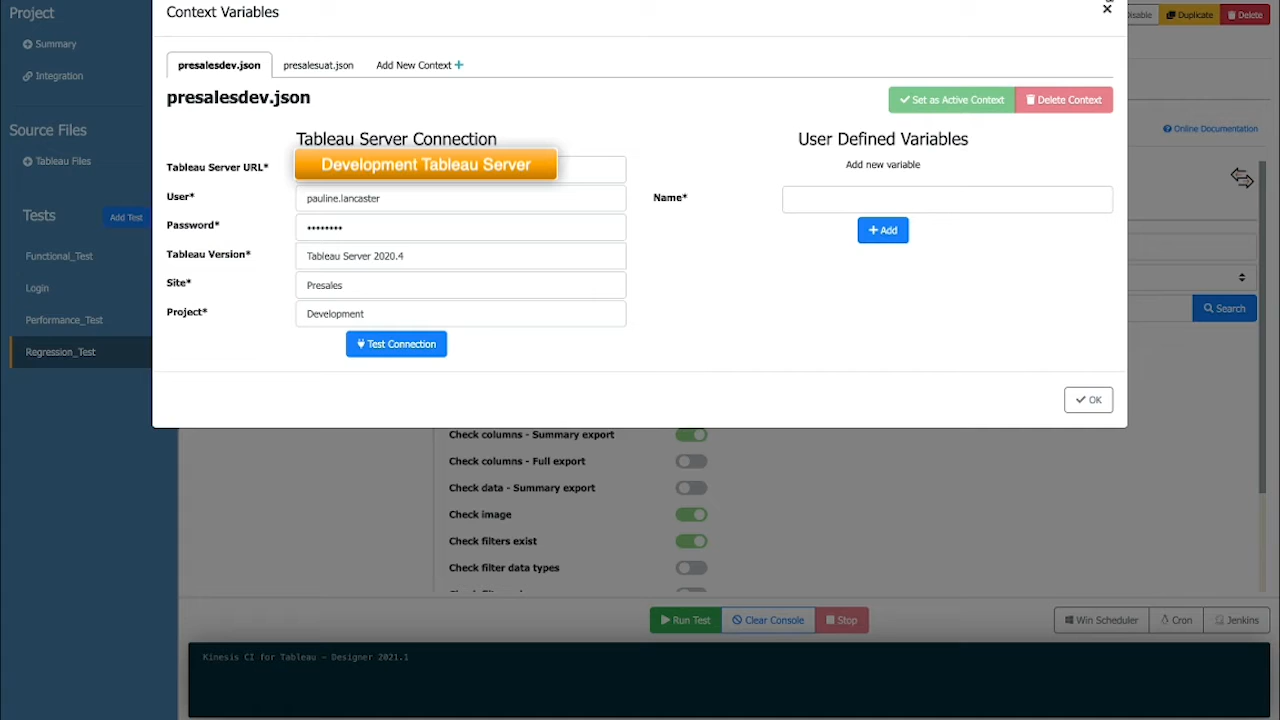 Project
Context Variables
Disable
Duplicate
Delete
Summary
presalesdev.json
presalesuat.json
Add New Context
Integration
presalesdev.json
Set as Active Context
Delete Context
Source Files
Online Documentation
Tableau Server Connection
User Defined Variables
Tableau Files
Tableau Server URL*
Development Tableau Server
Add new variable
User*
pauline.lancaster
Name*
Tests
Add Test
Password*
••••••••
Add
Functional_Test
Tableau Version*
Tableau Server 2020.4
Login
Site*
Presales
Performance_Test
Project*
Development
Search
Regression_Test
Test Connection
OK
Check columns - Summary export
Check columns - Full export
Check data - Summary export
Check image
Check filters exist
Check filter data types
Run Test
Clear Console
Stop
Win Scheduler
Cron
Jenkins
Kinesis CI for Tableau - Designer 2021.1